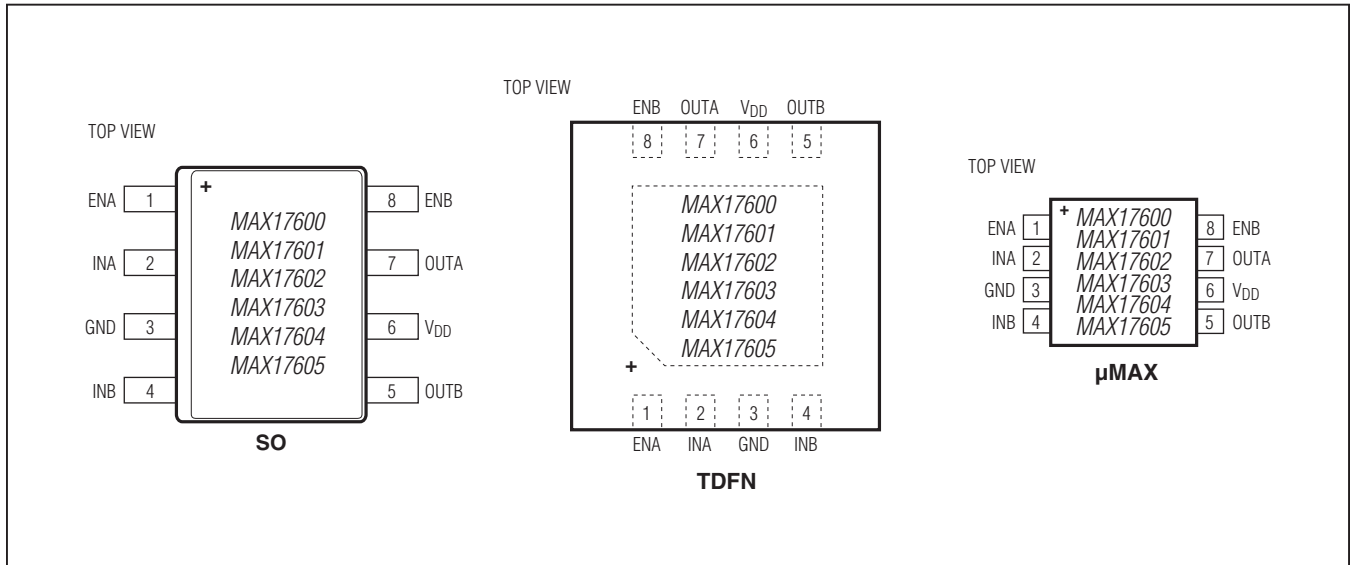 TOP VIEW
ENA 1
INA 2
GND 3
INB 4
+
MAX17600
MAX17601
MAX17602
MAX17603
MAX17604
MAX17605
8 ENB
7 OUTA
6 VDD
5 OUTB
SO
TOP VIEW
ENB OUTA VDD OUTB
8 7 6 5
MAX17600
MAX17601
MAX17602
MAX17603
MAX17604
MAX17605
+
1 2 3 4
ENA INA GND INB
TDFN
TOP VIEW
ENA 1
INA 2
GND 3
INB 4
+
MAX17600
MAX17601
MAX17602
MAX17603
MAX17604
MAX17605
8 ENB
7 OUTA
6 VDD
5 OUTB
µMAX